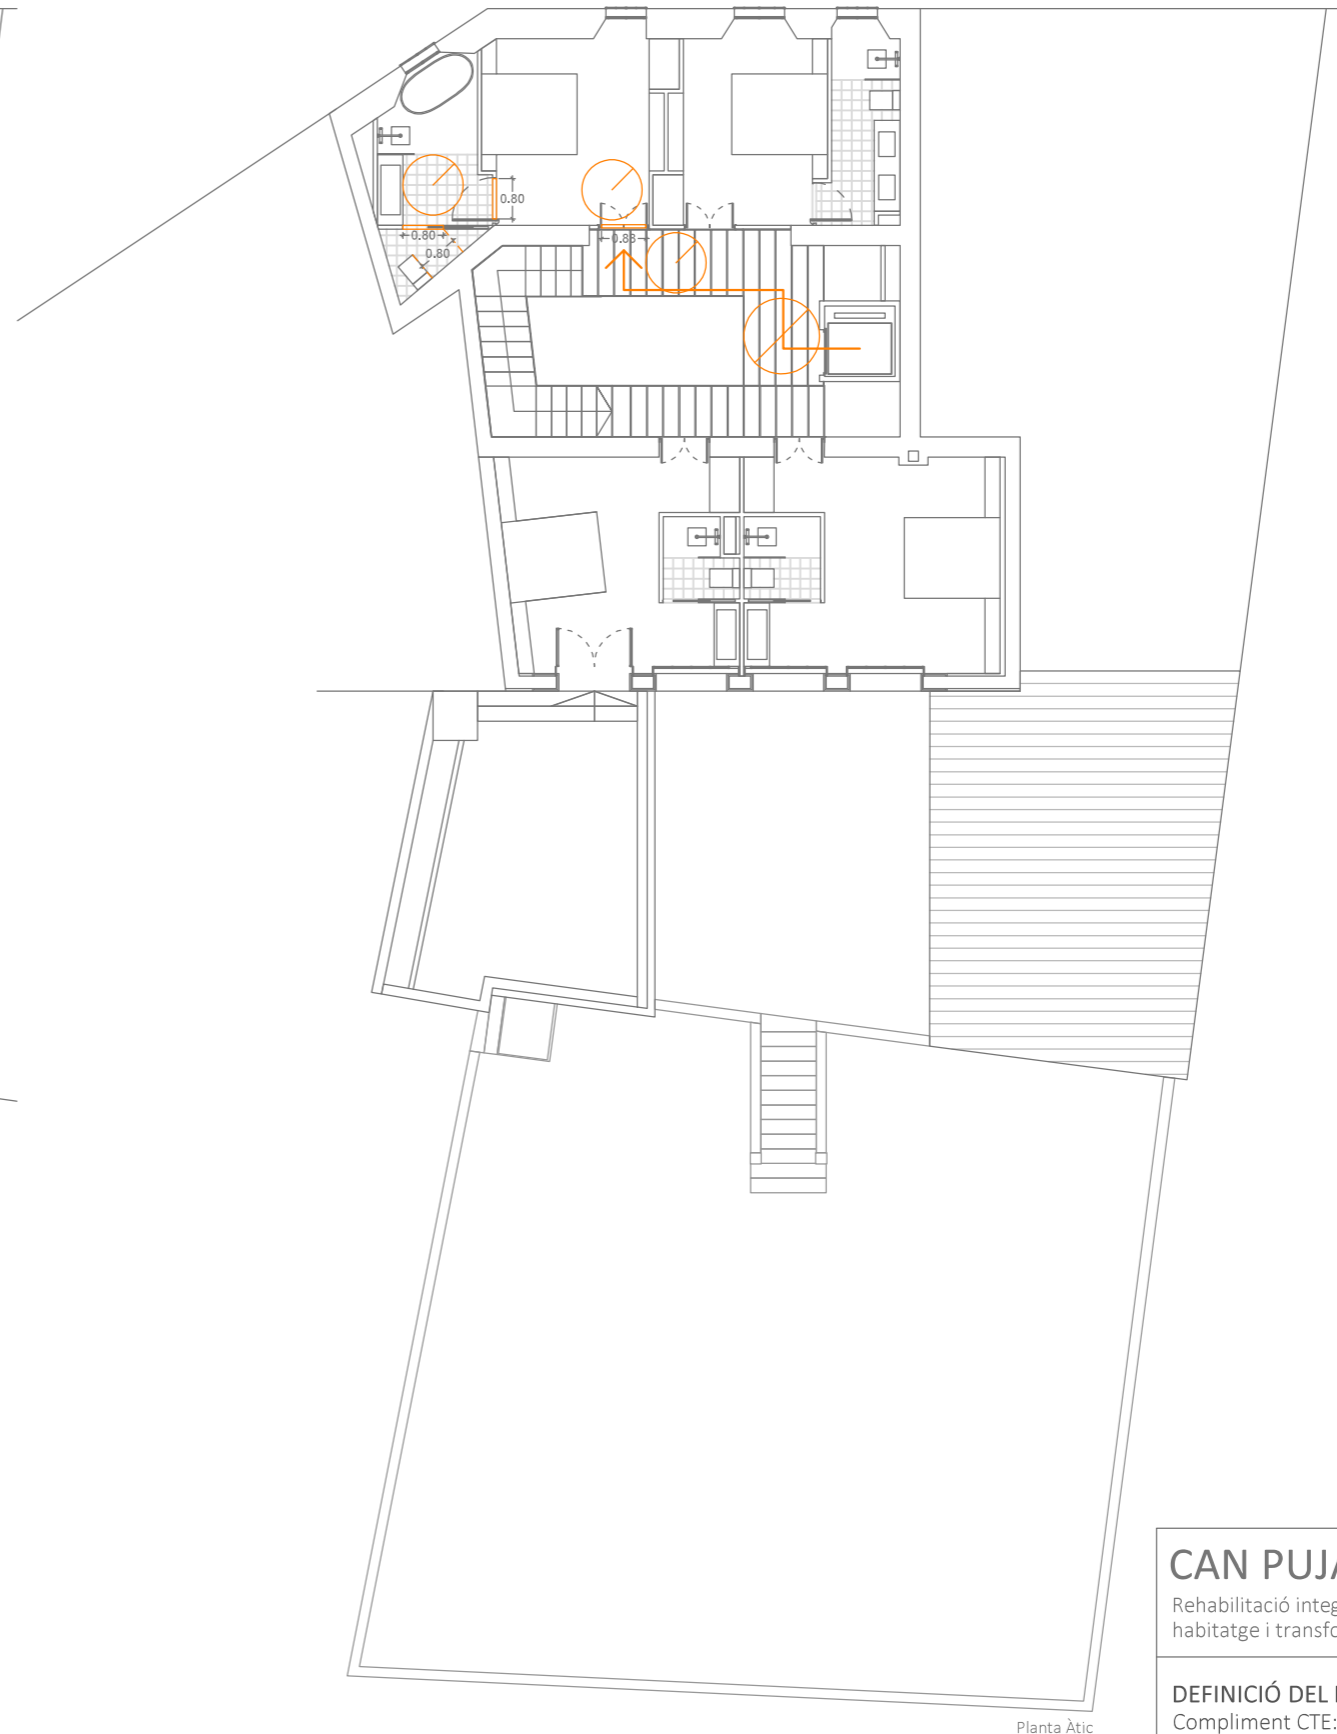 0.80
0.80
0.80
0.83
Planta Àtic
CAN PUJA
Rehabilitació integ
habitatge i transfo
DEFINICIÓ DEL
Compliment CTE: